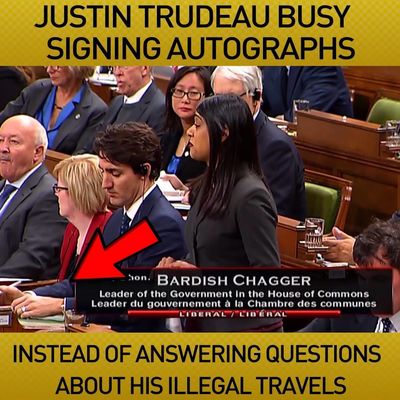 JUSTIN TRUDEAU BUSY
SIGNING AUTOGRAPHS
hon.
BARDISH CHAGGER
Leader of the Government in the House of Commons
Leader du gouvernement à la Chambre des communes
LIBERAL / LIBÉRAL
INSTEAD OF ANSWERING QUESTIONS
ABOUT HIS ILLEGAL TRAVELS